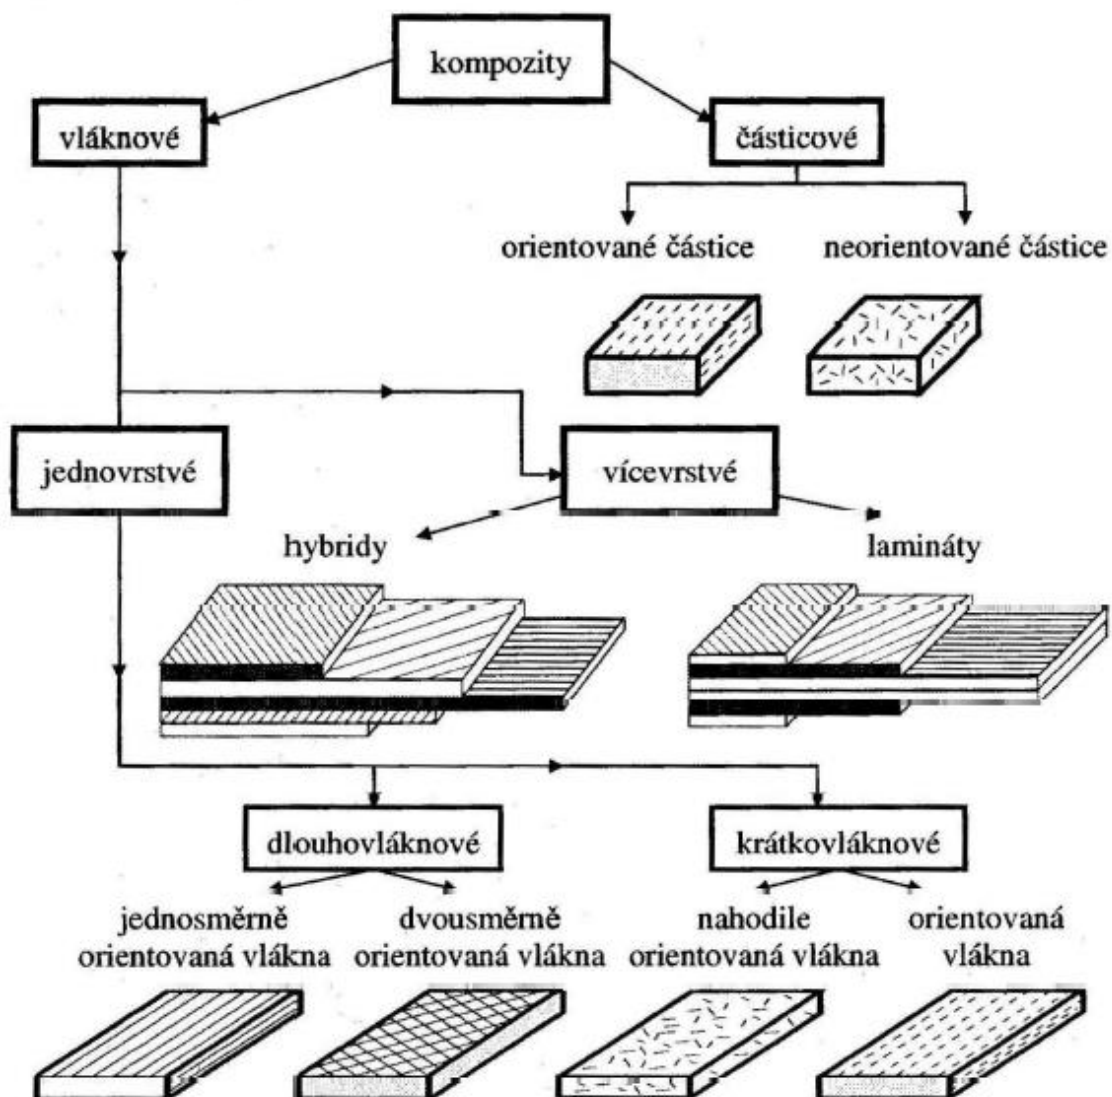 kompozity
vláknové
částicové
orientované částice
neorientované částice
jednovrstvé
vícevrstvé
hybridy
lamináty
dlouhovláknové
krátkovláknové
jednosměrně
orientovaná vlákna
dvousměrně
orientovaná vlákna
nahodile
orientovaná vlákna
orientovaná
vlákna